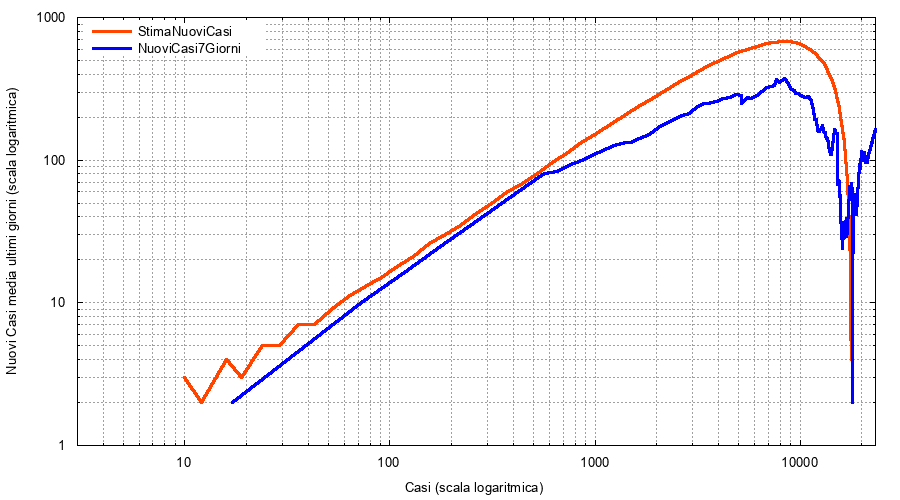 1000
StimaNuoviCasi
NuoviCasi7Giorni
100
10
1
Nuovi Casi media ultimi giorni (scala logaritmica)
10
100
1000
10000
Casi (scala logaritmica)